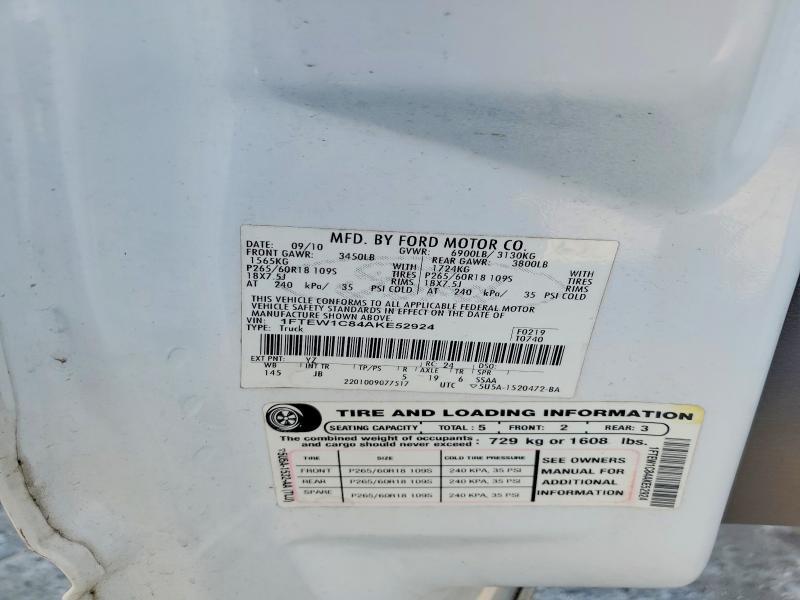 MFD. BY FORD MOTOR CO.
DATE: 09/10 GVWR: 6900LB/ 3130KG
FRONT GAWR: 3450LB REAR GAWR: 3800LB
1565KG WITH 1724KG WITH
P265/60R18 109S TIRES P265/60R18 109S TIRES
18X7.5J RIMS 18X7.5J RIMS
AT 240 kPa/ 35 PSI COLD AT 240 kPa/ 35 PSI COLD
THIS VEHICLE CONFORMS TO ALL APPLICABLE FEDERAL MOTOR
VEHICLE SAFETY STANDARDS IN EFFECT ON THE DATE OF
MANUFACTURE SHOWN ABOVE.
VIN: 1FTEW1C84AKE52924
TYPE: Truck
F0219
T0740
EXT PNT: YZ RC: 24 DSO:
WB INT TR TP/PS R AXLE TR SPR
145 JB 5 19 6 SSAA
2201009077517 UTC 5U5A-1520472-BA
TIRE AND LOADING INFORMATION
SEATING CAPACITY TOTAL: 5 FRONT: 2 REAR: 3
The combined weight of occupants
and cargo should never exceed: 729 kg or 1608 lbs.
TIRE SIZE COLD TIRE PRESSURE
FRONT P265/60R18 109S 240 KPA, 35 PSI
REAR P265/60R18 109S 240 KPA, 35 PSI
SPARE P265/60R18 109S 240 KPA, 35 PSI
SEE OWNERS
MANUAL FOR
ADDITIONAL
INFORMATION
1FTEW1C84AKE52924